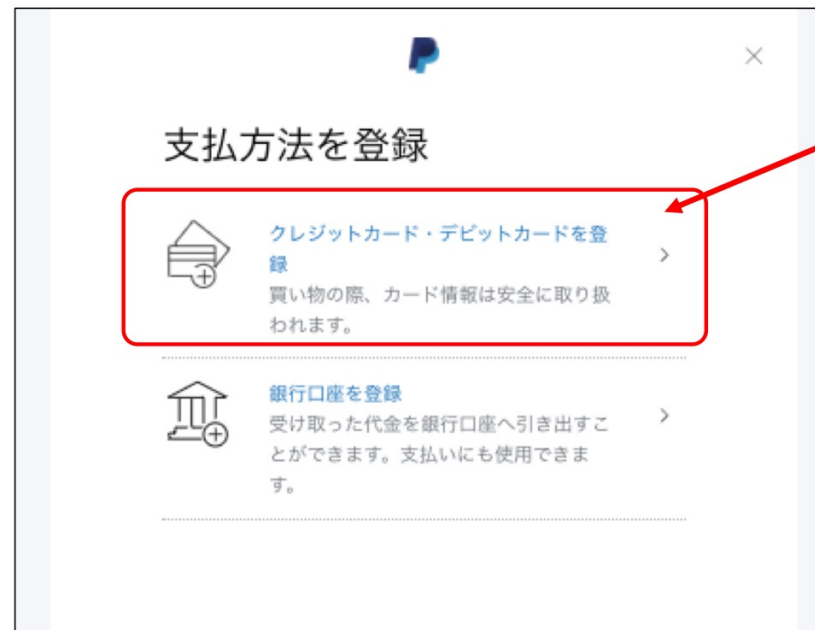 支払方法を登録
クレジットカード・デビットカードを登
録
買い物の際、カード情報は安全に取り扱
われます。
銀行口座を登録
受け取った代金を銀行口座へ引き出すこ
とができます。支払いにも使用できま
す。